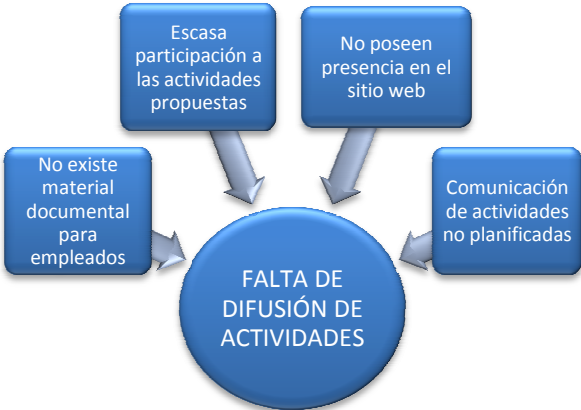 Escasa
participación a
las actividades
propuestas
No poseen
presencia en el
sitio web
No existe
material
documental
para
empleados
Comunicación
de actividades
no planificadas
FALTA DE
DIFUSIÓN DE
ACTIVIDADES